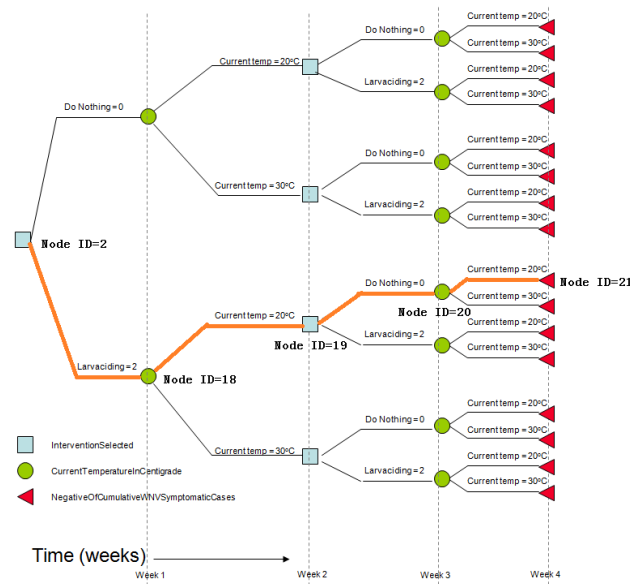 Current temp = 20ºC
Do Nothing = 0
Current temp = 30ºC
Current temp = 20ºC
Current temp = 20ºC
Larvaciding = 2
Current temp = 30ºC
Do Nothing = 0
Current temp = 20ºC
Do Nothing = 0
Current temp = 30ºC
Current temp = 30ºC
Current temp = 20ºC
Larvaciding = 2
Current temp = 30ºC
Node ID=2
Current temp = 20ºC
Do Nothing = 0
Node ID=21
Current temp = 30ºC
Node ID=20
Current temp = 20ºC
Current temp = 20ºC
Larvaciding = 2
Node ID=19
Current temp = 30ºC
Larvaciding = 2
Node ID=18
Current temp = 20ºC
Do Nothing = 0
Current temp = 30ºC
Current temp = 30ºC
Current temp = 20ºC
Larvaciding = 2
Current temp = 30ºC
InterventionSelected
CurrentTemperatureInCentigrade
NegativeOfCumulativeWNVSymptomaticCases
Time (weeks)
Week 1
Week 2
Week 3
Week 4